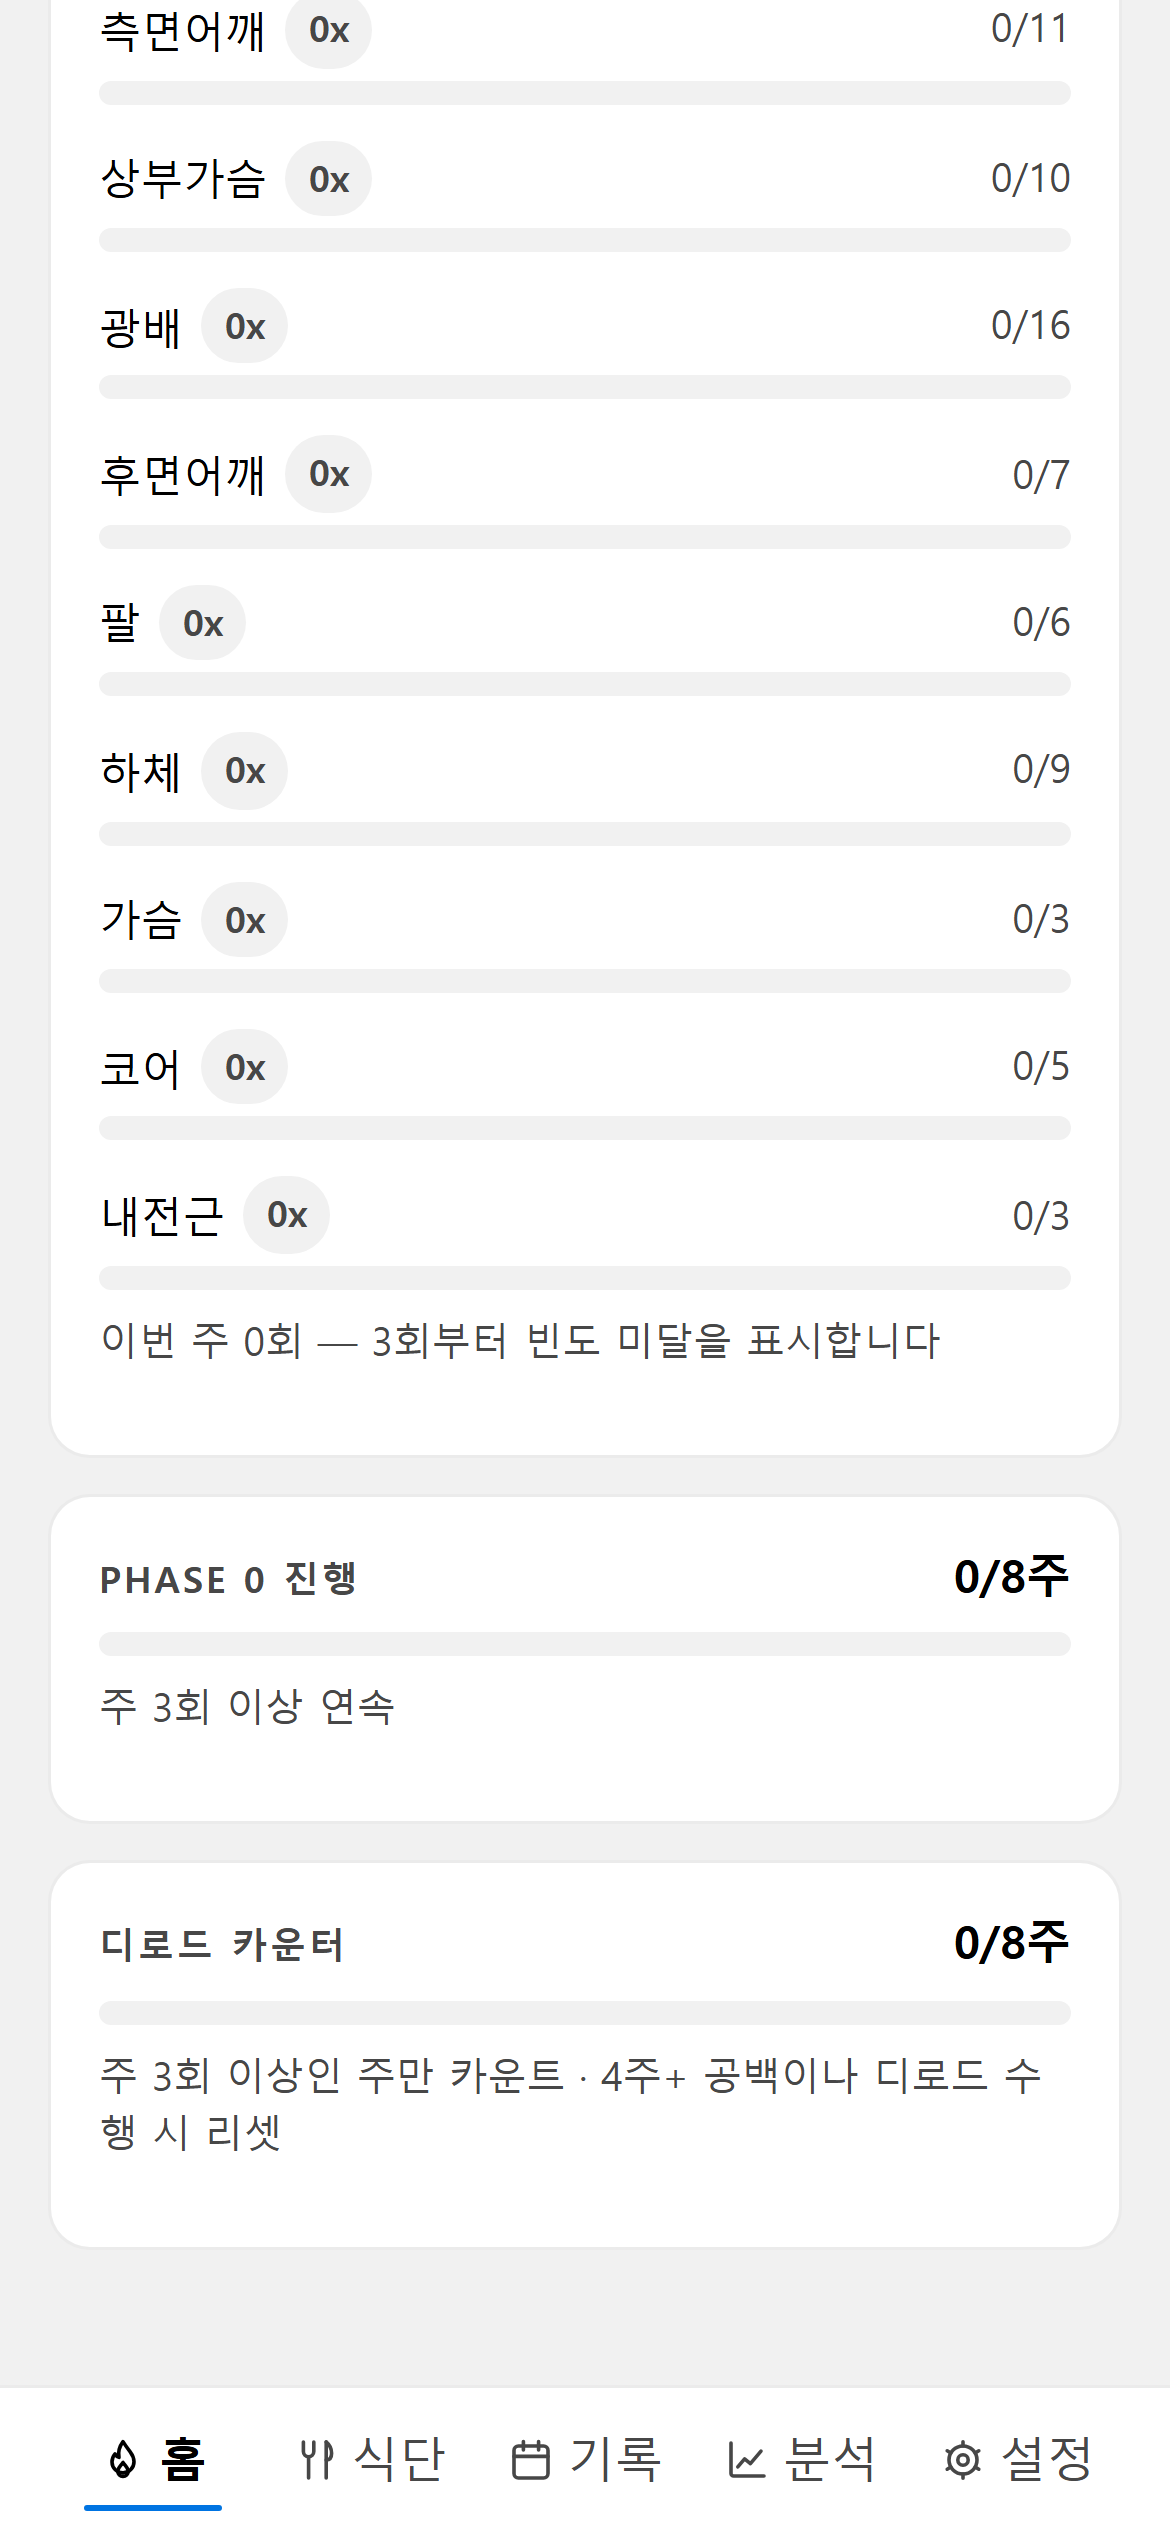 측면어깨 0x 0/11
상부가슴 0x 0/10
광배 0x 0/16
후면어깨 0x 0/7
팔 0x 0/6
하체 0x 0/9
가슴 0x 0/3
코어 0x 0/5
내전근 0x 0/3
이번 주 0회 — 3회부터 빈도 미달을 표시합니다
PHASE 0 진행 0/8주
주 3회 이상 연속
디로드 카운터 0/8주
주 3회 이상인 주만 카운트 · 4주+ 공백이나 디로드 수
행 시 리셋
홈 식단 기록 분석 설정